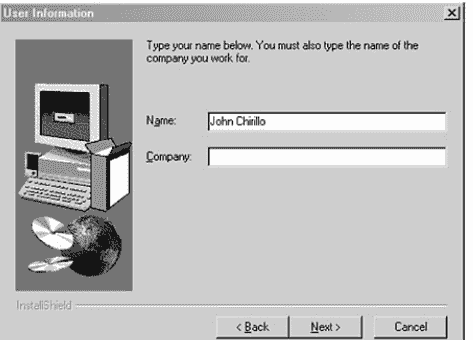 User Information
Type your name below. You must also type the name of the
company you work for.
Name: John Chirillo
Company:
InstallShield
< Back Next > Cancel